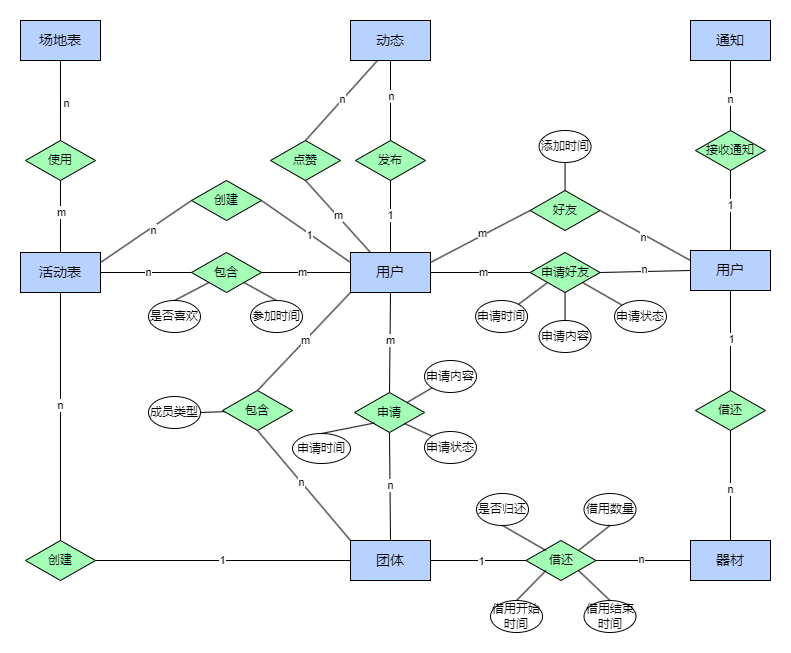 场地表
动态
通知
n
n
n
n
使用
点赞
发布
添加时间
接收通知
m
创建
m
1
好友
1
n
1
m
n
活动表
n
包含
m
用户
m
申请好友
n
用户
是否喜欢
参加时间
申请时间
申请内容
申请状态
m
m
1
n
成员类型
包含
申请
申请内容
借还
申请时间
申请状态
n
n
n
是否归还
借用数量
创建
1
团体
1
借还
n
器材
借用开始
时间
借用结束
时间